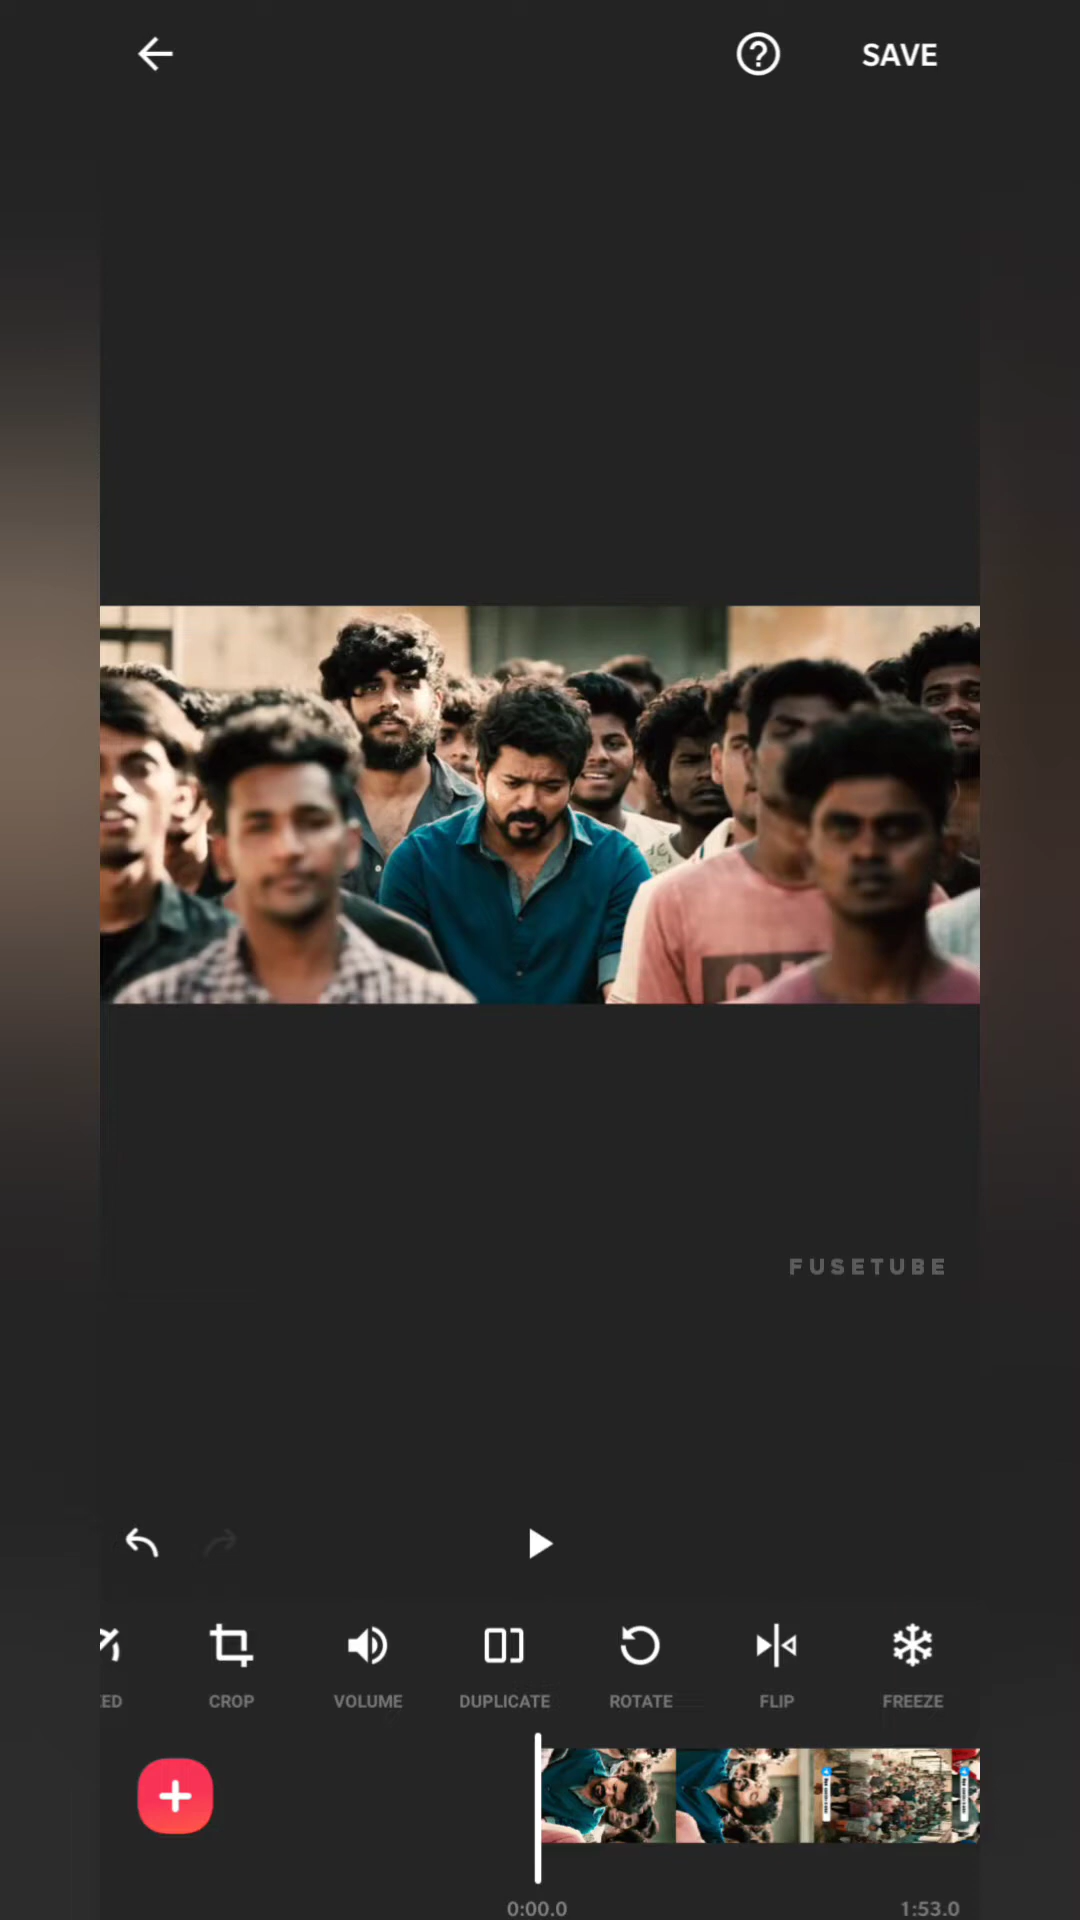 SAVE
FUSETUBE
ED
CROP
VOLUME
DUPLICATE
ROTATE
FLIP
FREEZE
0:00.0
1:53.0